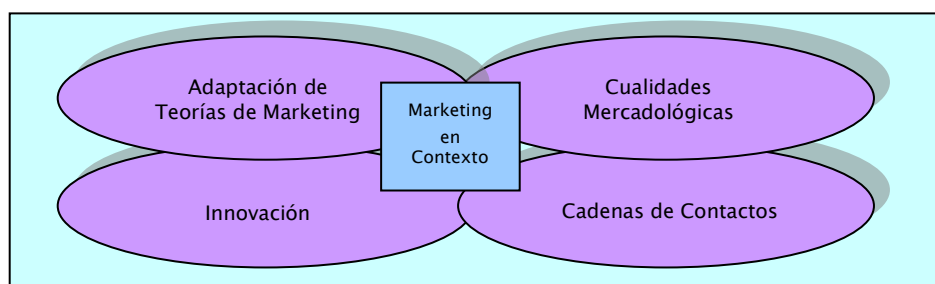 Adaptación de
Teorías de Marketing
Cualidades
Mercadológicas
Marketing
en
Contexto
Innovación
Cadenas de Contactos